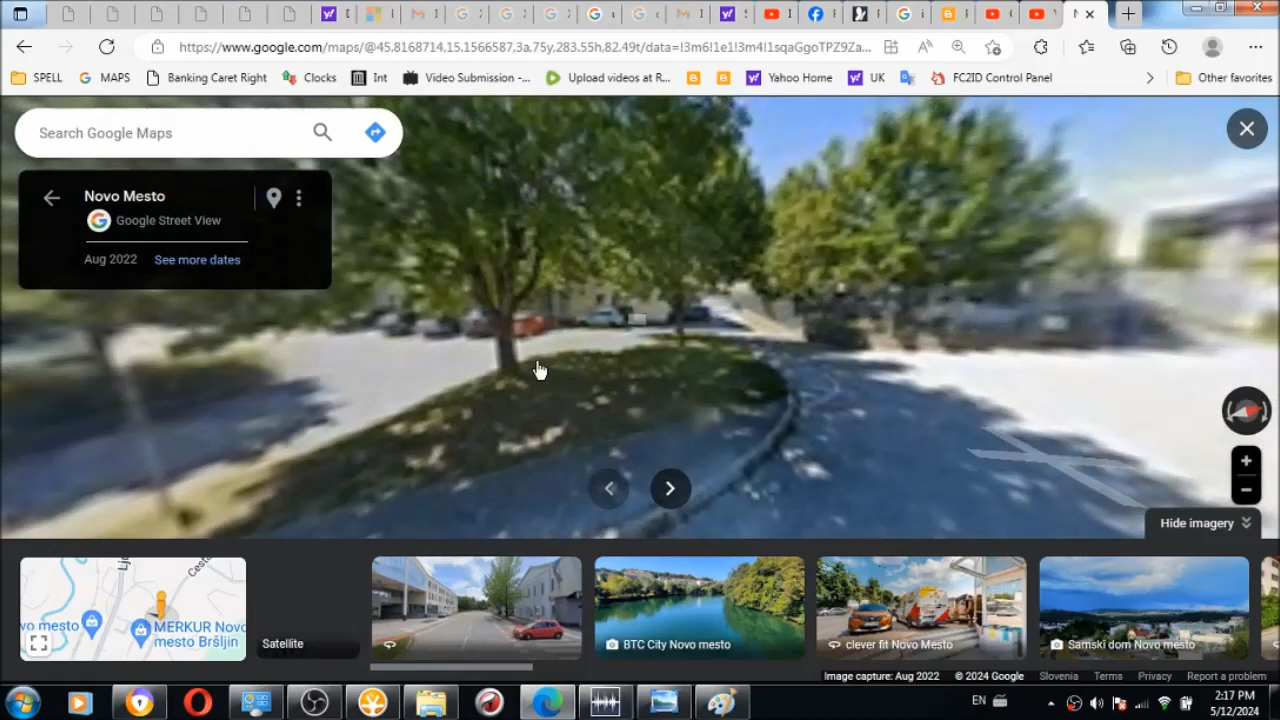 https://www.google.com/maps/@45.8168714,15.1566587,3a,75y,283.55h,82.49t/data=!3m6!1e1!3m4!1sqaGgoTPZ9Za...
SPELL
MAPS
Banking Caret Right
Clocks
Int
Video Submission -...
Upload videos at R...
Yahoo Home
UK
FC2ID Control Panel
Other favorites
Search Google Maps
Novo Mesto
Google Street View
Aug 2022
See more dates
Hide imagery
vo mesto
MERKUR Novo
mesto Bršljin
Satellite
BTC City Novo mesto
clever fit Novo Mesto
Samski dom Novo mesto
Image capture: Aug 2022
© 2024 Google
Slovenia
Terms
Privacy
Report a problem
EN
2:17 PM
5/12/2024